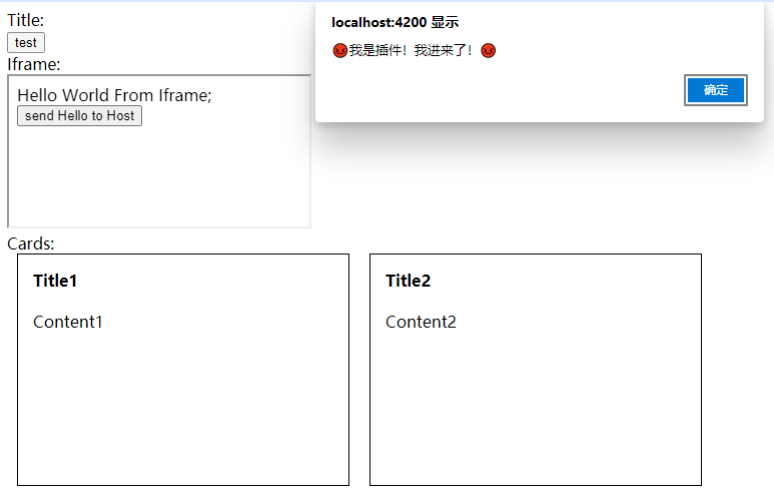 Title:
test
Iframe:
Hello World From Iframe;
send Hello to Host
localhost:4200 显示
😡我是插件！我进来了！😡
确定
Cards:
Title1
Content1
Title2
Content2